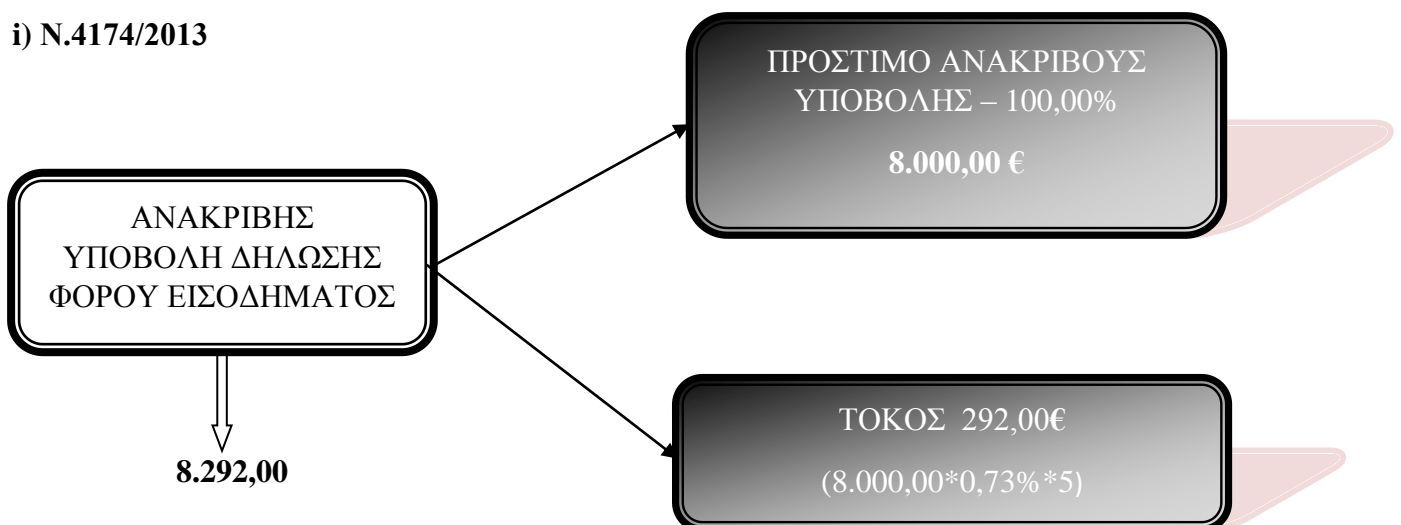 i) Ν.4174/2013
ΠΡΟΣΤΙΜΟ ΑΝΑΚΡΙΒΟΥΣ
ΥΠΟΒΟΛΗΣ – 100,00%
8.000,00 €
ΑΝΑΚΡΙΒΗΣ
ΥΠΟΒΟΛΗ ΔΗΛΩΣΗΣ
ΦΟΡΟΥ ΕΙΣΟΔΗΜΑΤΟΣ
8.292,00
ΤΟΚΟΣ 292,00€
(8.000,00*0,73%*5)